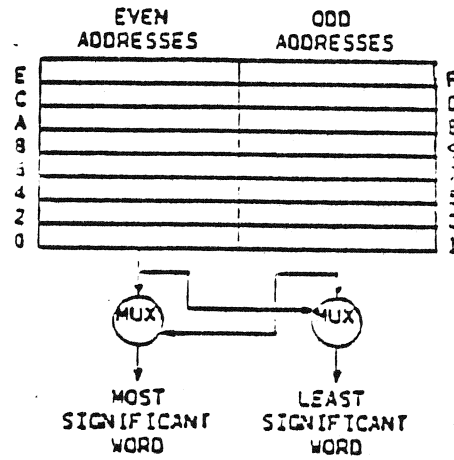 EVEN ADDRESSES
ODD ADDRESSES
E
C
A
8
4
2
0
MUX
MUX
MOST SIGNIFICANT WORD
LEAST SIGNIFICANT WORD